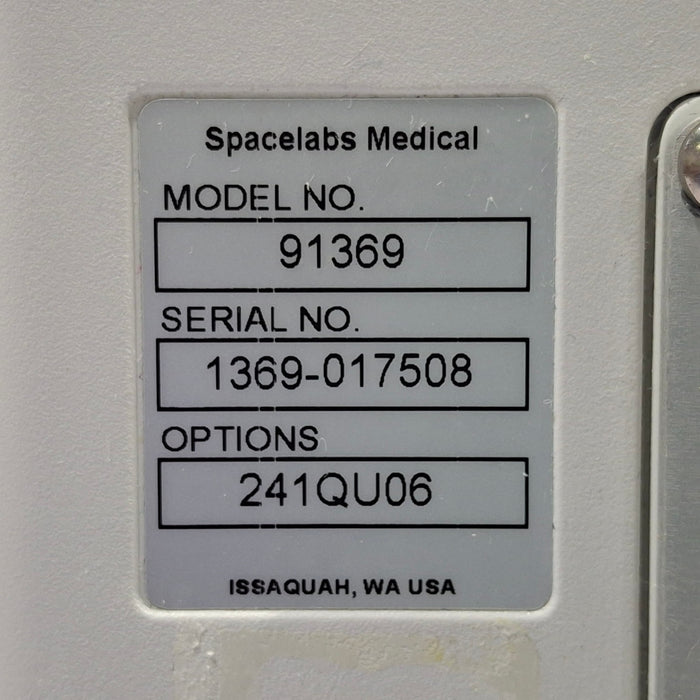 Spacelabs Medical
MODEL NO.
91369
SERIAL NO.
1369-017508
OPTIONS
241QU06
ISSAQUAH, WA USA